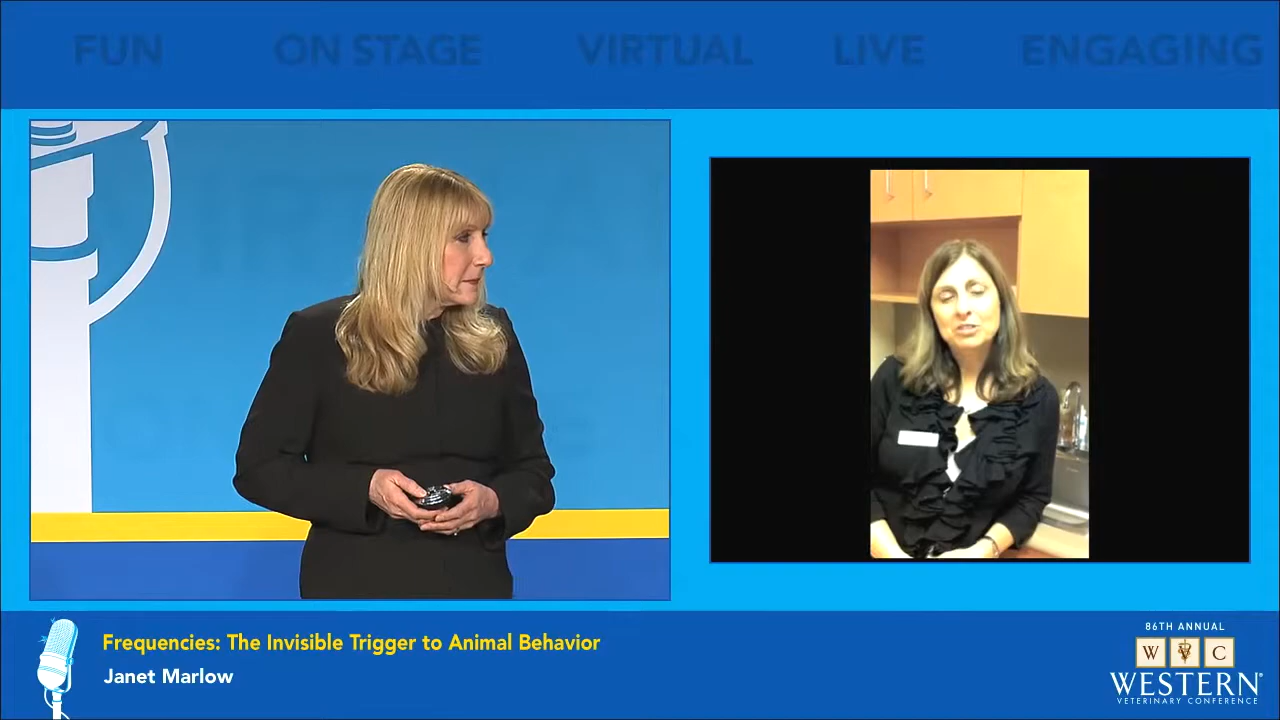 FUN ON STAGE VIRTUAL LIVE ENGAGING
Frequencies: The Invisible Trigger to Animal Behavior
Janet Marlow
86TH ANNUAL
W V C
WESTERN®
VETERINARY CONFERENCE